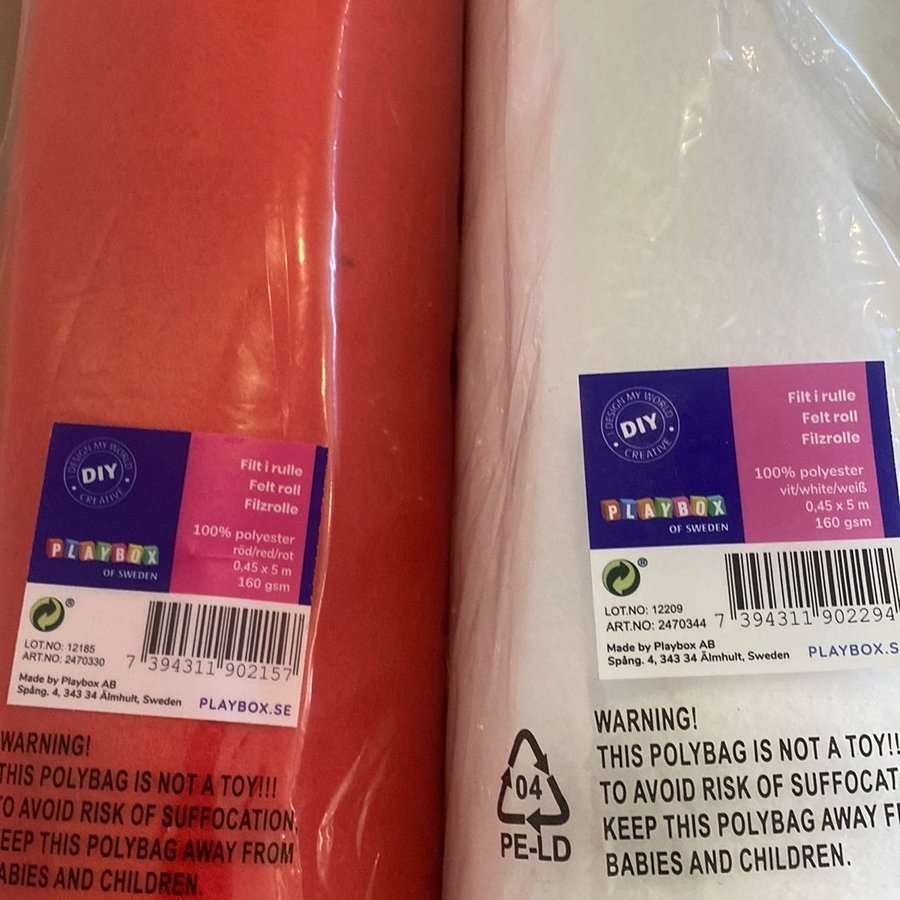 DESIGN MY WORLD
DIY
CREATIVE
PLAYBOX
OF SWEDEN
Filt i rulle
Felt roll
Filzrolle
100% polyester
röd/red/rot
0,45 x 5 m
160 gsm
LOT.NO: 12185
ART.NO: 2470330
7 394311 902157
Made by Playbox AB
Spång. 4, 343 34 Älmhult, Sweden
PLAYBOX.SE
WARNING!
THIS POLYBAG IS NOT A TOY!!!
TO AVOID RISK OF SUFFOCATION,
KEEP THIS POLYBAG AWAY FROM
BABIES AND CHILDREN.
I DESIGN MY WORLD
DIY
CREATIVE
PLAYBOX
OF SWEDEN
Filt i rulle
Felt roll
Filzrolle
100% polyester
vit/white/weiß
0,45 x 5 m
160 gsm
LOT.NO: 12209
ART.NO: 2470344
7 394311 902294
Made by Playbox AB
Spång. 4, 343 34 Älmhult, Sweden
PLAYBOX.S
04
PE-LD
WARNING!
THIS POLYBAG IS NOT A TOY!!
TO AVOID RISK OF SUFFOCAT
KEEP THIS POLYBAG AWAY F
BABIES AND CHILDREN.